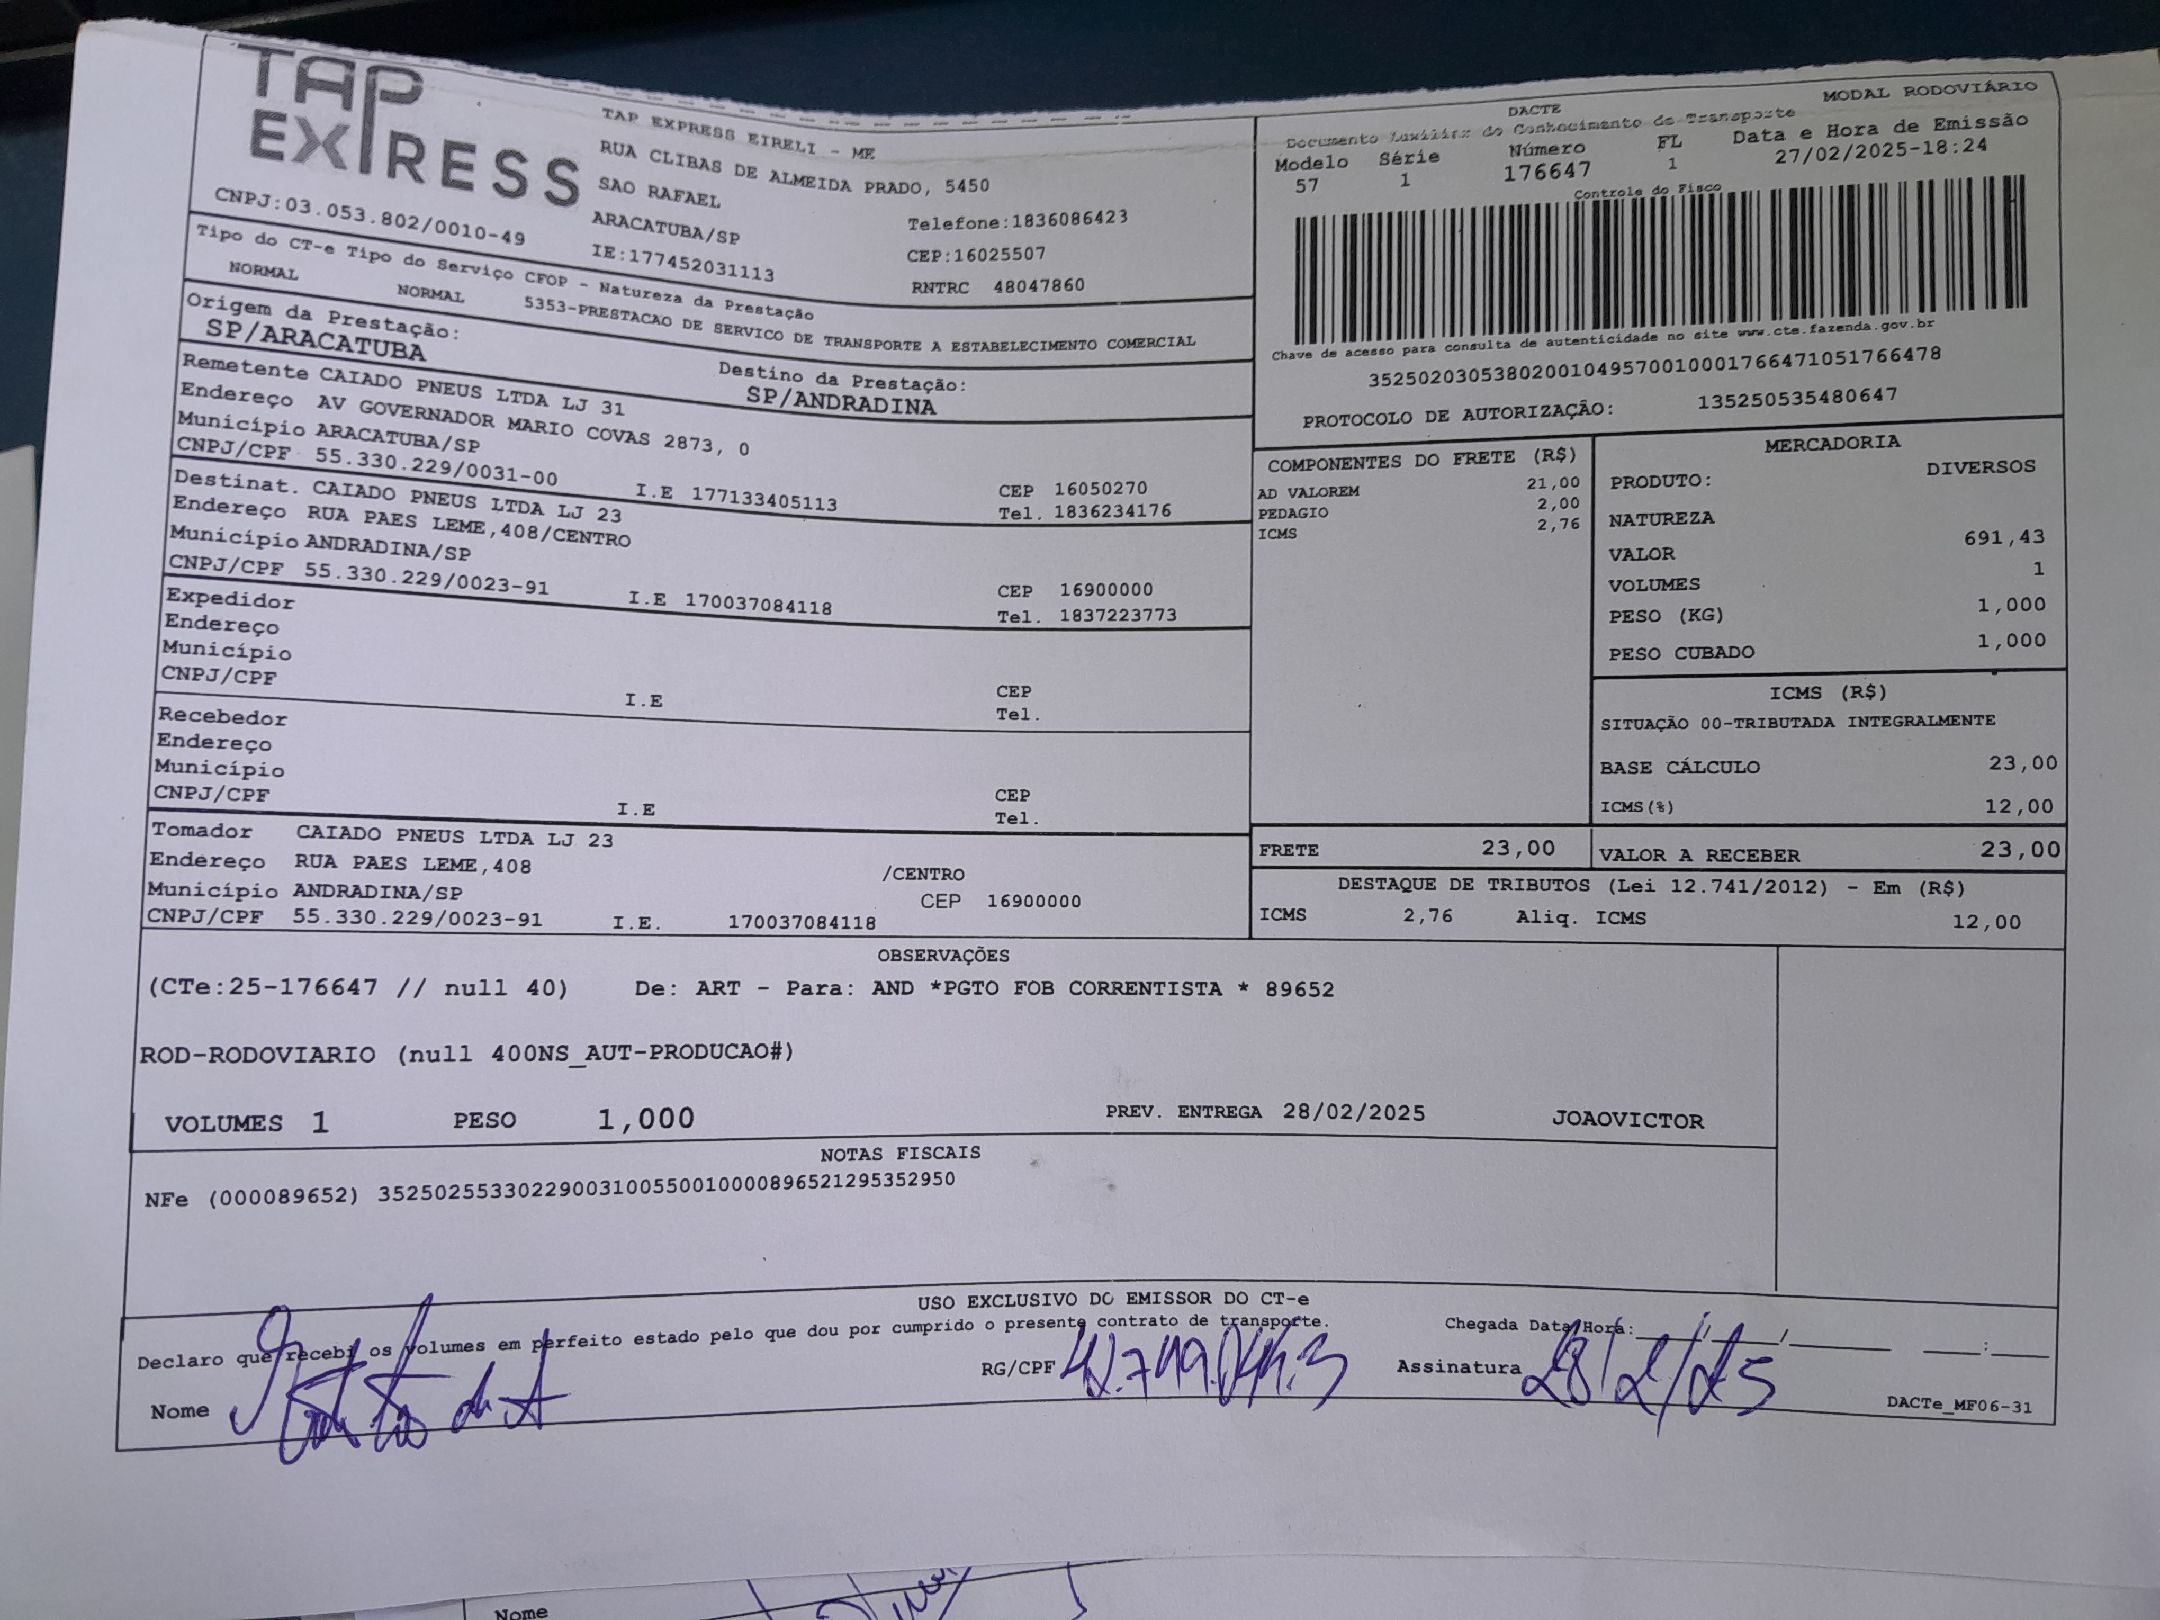 TAP
EXPRESS
CNPJ:03.053.802/0010-49
TAP EXPRESS EIRELI - ME
RUA CLIBAS DE ALMEIDA PRADO, 5450
SAO RAFAEL
ARACATUBA/SP Telefone:1836086423
IE:177452031113 CEP:16025507
RNTRC 48047860
Tipo do CT-e Tipo do Serviço CFOP - Natureza da Prestação
NORMAL NORMAL 5353-PRESTACAO DE SERVICO DE TRANSPORTE A ESTABELECIMENTO COMERCIAL
Origem da Prestação: Destino da Prestação:
SP/ARACATUBA SP/ANDRADINA
Remetente CAIADO PNEUS LTDA LJ 31
Endereço AV GOVERNADOR MARIO COVAS 2873, 0
Município ARACATUBA/SP CEP 16050270
CNPJ/CPF 55.330.229/0031-00 I.E 177133405113 Tel. 1836234176
Destinat. CAIADO PNEUS LTDA LJ 23
Endereço RUA PAES LEME,408/CENTRO
Município ANDRADINA/SP CEP 16900000
CNPJ/CPF 55.330.229/0023-91 I.E 170037084118 Tel. 1837223773
Expedidor
Endereço
Município CEP
CNPJ/CPF I.E Tel.
Recebedor
Endereço
Município CEP
CNPJ/CPF I.E Tel.
Tomador CAIADO PNEUS LTDA LJ 23
Endereço RUA PAES LEME,408 /CENTRO
Município ANDRADINA/SP CEP 16900000
CNPJ/CPF 55.330.229/0023-91 I.E. 170037084118
DACTE MODAL RODOVIÁRIO
Documento Auxiliar do Conhecimento de Transporte
Modelo Série Número FL Data e Hora de Emissão
57 1 176647 1 27/02/2025-18:24
Controle do Fisco
Chave de acesso para consulta de autenticidade no site www.cte.fazenda.gov.br
35250203053802001049570010001766471051766478
PROTOCOLO DE AUTORIZAÇÃO: 135250535480647
COMPONENTES DO FRETE (R$)
AD VALOREM 21,00
PEDAGIO 2,00
ICMS 2,76
MERCADORIA
PRODUTO: DIVERSOS
NATUREZA
VALOR 691,43
VOLUMES 1
PESO (KG) 1,000
PESO CUBADO 1,000
ICMS (R$)
SITUAÇÃO 00-TRIBUTADA INTEGRALMENTE
BASE CÁLCULO 23,00
ICMS(%) 12,00
FRETE 23,00 VALOR A RECEBER 23,00
DESTAQUE DE TRIBUTOS (Lei 12.741/2012) - Em (R$)
ICMS 2,76 Aliq. ICMS 12,00
OBSERVAÇÕES
(CTe:25-176647 // null 40) De: ART - Para: AND *PGTO FOB CORRENTISTA * 89652
ROD-RODOVIARIO (null 400NS_AUT-PRODUCAO#)
VOLUMES 1 PESO 1,000 PREV. ENTREGA 28/02/2025 JOAOVICTOR
NOTAS FISCAIS
NFe (000089652) 35250255330229003100550010000896521295352950
USO EXCLUSIVO DO EMISSOR DO CT-e
Declaro que recebi os volumes em perfeito estado pelo que dou por cumprido o presente contrato de transporte. Chegada Data/Hora:____/____/________ ____:____
Nome RG/CPF Assinatura 28/2/25
DACTe_MF06-31
Nome